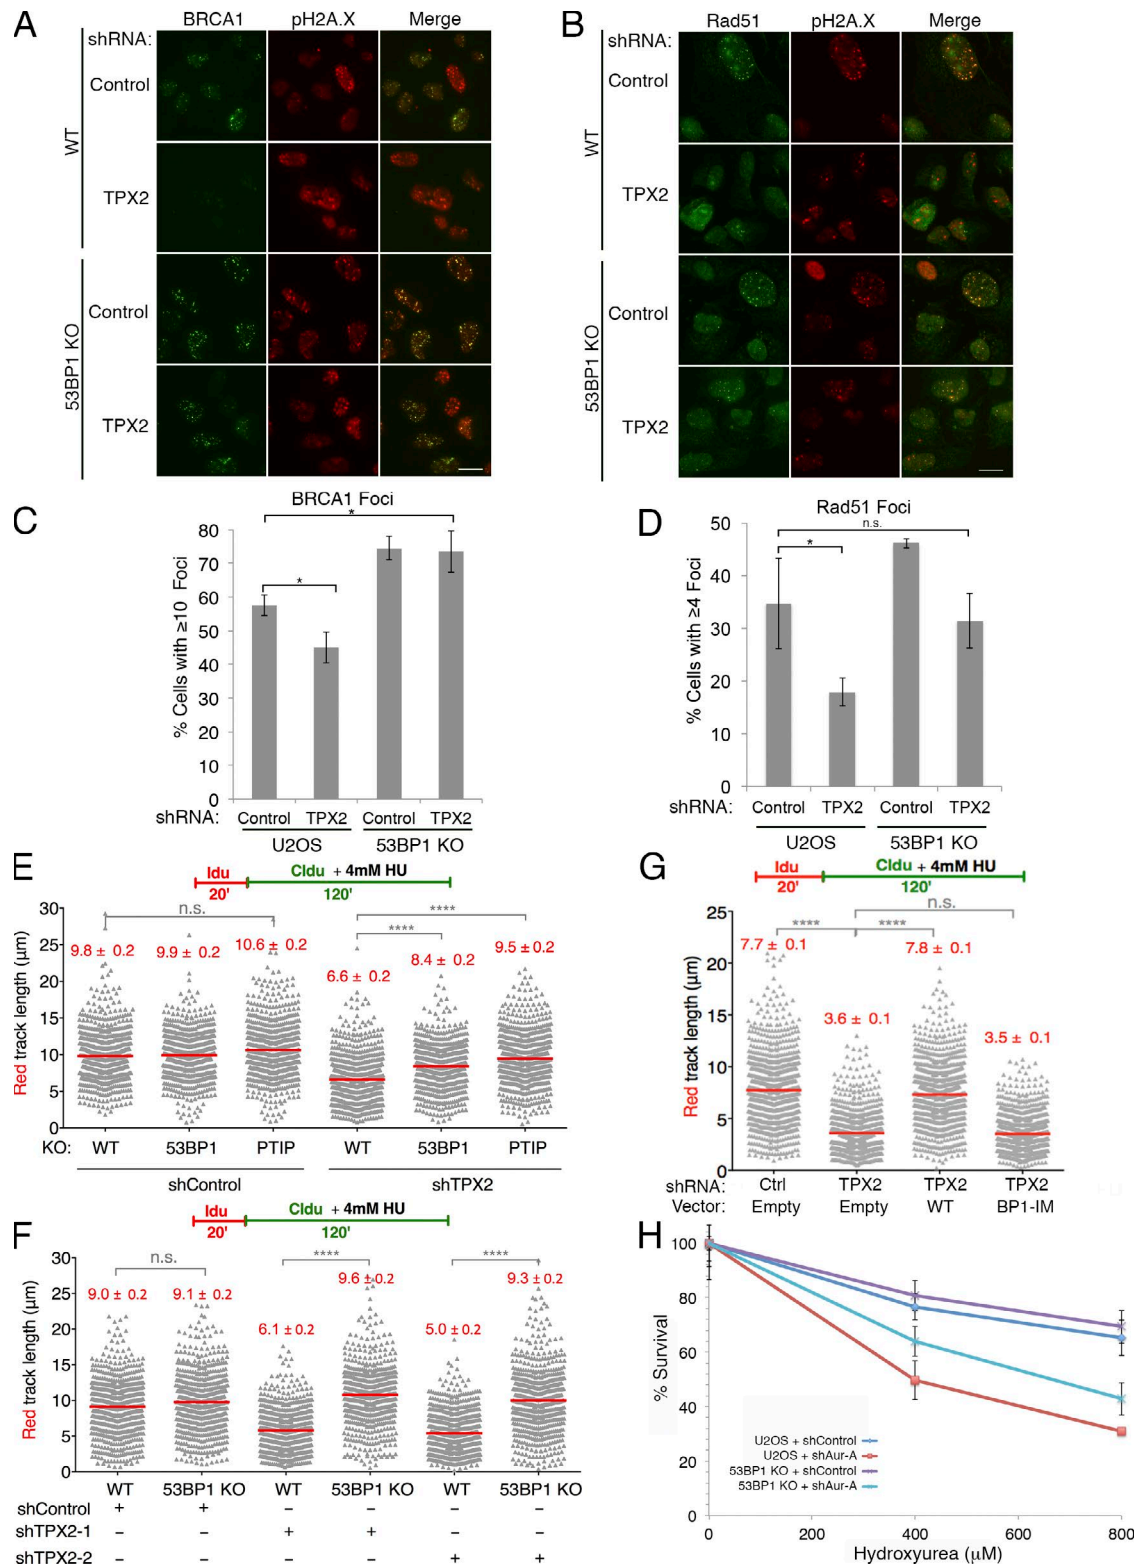 A
BRCA1 pH2A.X Merge
shRNA:
Control
WT
TPX2
Control
53BP1 KO
TPX2
B
Rad51 pH2A.X Merge
shRNA:
Control
WT
TPX2
Control
53BP1 KO
TPX2
C
BRCA1 Foci
*
*
% Cells with ≥10 Foci
80
70
60
50
40
30
20
10
0
shRNA: Control TPX2 Control TPX2
U2OS 53BP1 KO
D
Rad51 Foci
n.s.
*
% Cells with ≥4 Foci
50
40
30
20
10
0
shRNA: Control TPX2 Control TPX2
U2OS 53BP1 KO
E
Idu CIdu + 4mM HU
20' 120'
n.s. **** ****
9.8 ± 0.2 9.9 ± 0.2 10.6 ± 0.2 6.6 ± 0.2 8.4 ± 0.2 9.5 ± 0.2
Red track length (µm)
30
25
20
15
10
5
0
KO: WT 53BP1 PTIP WT 53BP1 PTIP
shControl shTPX2
F
Idu CIdu + 4mM HU
20' 120'
n.s. **** ****
9.0 ± 0.2 9.1 ± 0.2 6.1 ± 0.2 9.6 ± 0.2 5.0 ± 0.2 9.3 ± 0.2
Red track length (µm)
30
25
20
15
10
5
0
WT 53BP1 KO WT 53BP1 KO WT 53BP1 KO
shControl + + – – – –
shTPX2-1 – – + + – –
shTPX2-2 – – – – + +
G
Idu CIdu + 4mM HU
20' 120'
n.s.
**** ****
7.7 ± 0.1 3.6 ± 0.1 7.8 ± 0.1 3.5 ± 0.1
Red track length (µm)
25
20
15
10
5
0
shRNA: Ctrl TPX2 TPX2 TPX2
Vector: Empty Empty WT BP1-IM
H
% Survival
100
80
60
40
20
0
U2OS + shControl
U2OS + shAur-A
53BP1 KO + shControl
53BP1 KO + shAur-A
0 200 400 600 800
Hydroxyurea (µM)